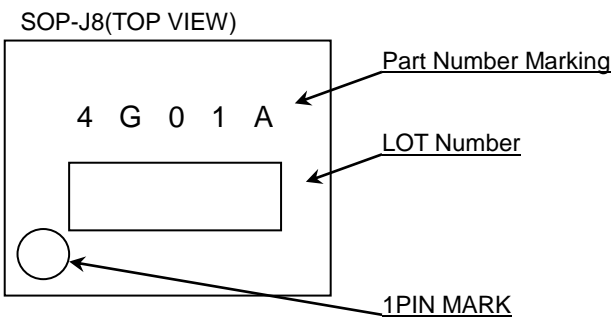 SOP-J8(TOP VIEW)
Part Number Marking
4 G 0 1 A
LOT Number
1PIN MARK